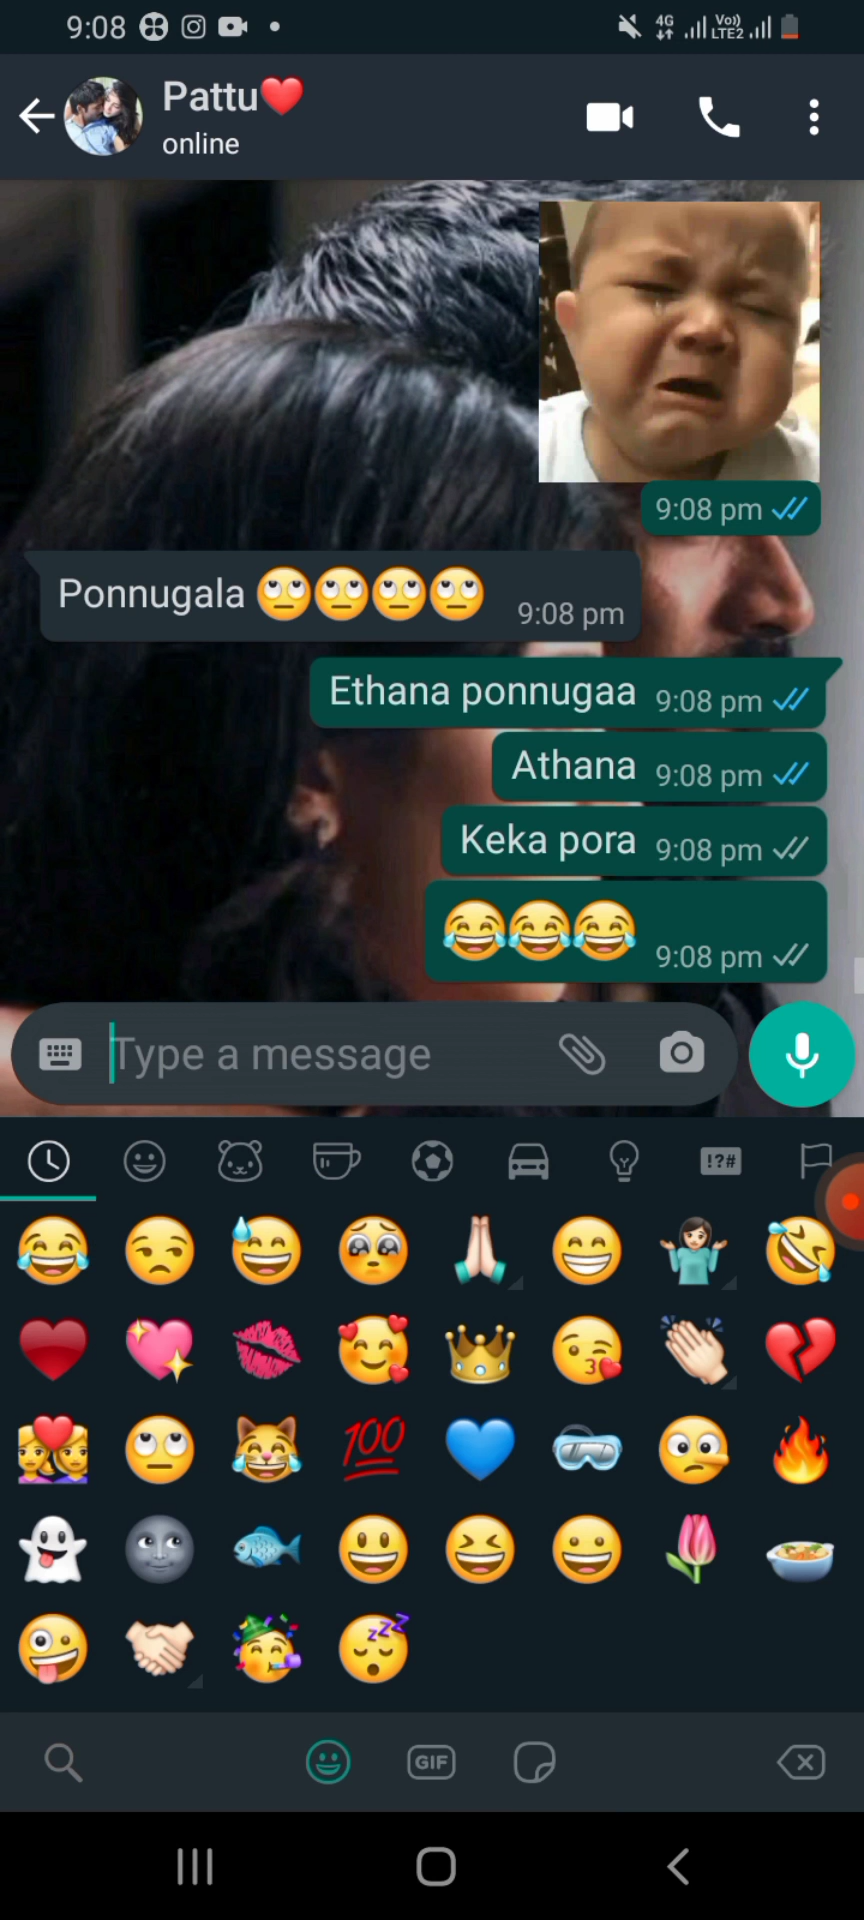 9:08
4G Vo)) LTE2
Pattu❤️
online
9:08 pm
Ponnugala 🙄🙄🙄🙄 9:08 pm
Ethana ponnugaa 9:08 pm
Athana 9:08 pm
Keka pora 9:08 pm
😂😂😂 9:08 pm
Type a message
!?#
100
GIF